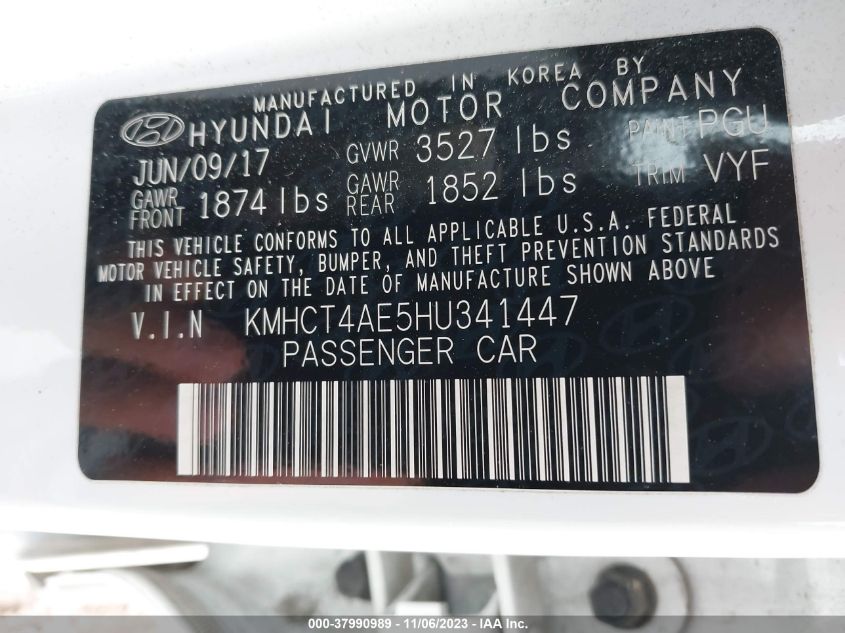 MANUFACTURED IN KOREA BY
HYUNDAI MOTOR COMPANY
JUN/09/17 GVWR 3527 lbs PAINT PGU
GAWR FRONT 1874 lbs GAWR REAR 1852 lbs TRIM VYF
THIS VEHICLE CONFORMS TO ALL APPLICABLE U.S.A. FEDERAL
MOTOR VEHICLE SAFETY, BUMPER, AND THEFT PREVENTION STANDARDS
IN EFFECT ON THE DATE OF MANUFACTURE SHOWN ABOVE
V.I.N KMHCT4AE5HU341447
PASSENGER CAR
000-37990989 - 11/06/2023 - IAA Inc.